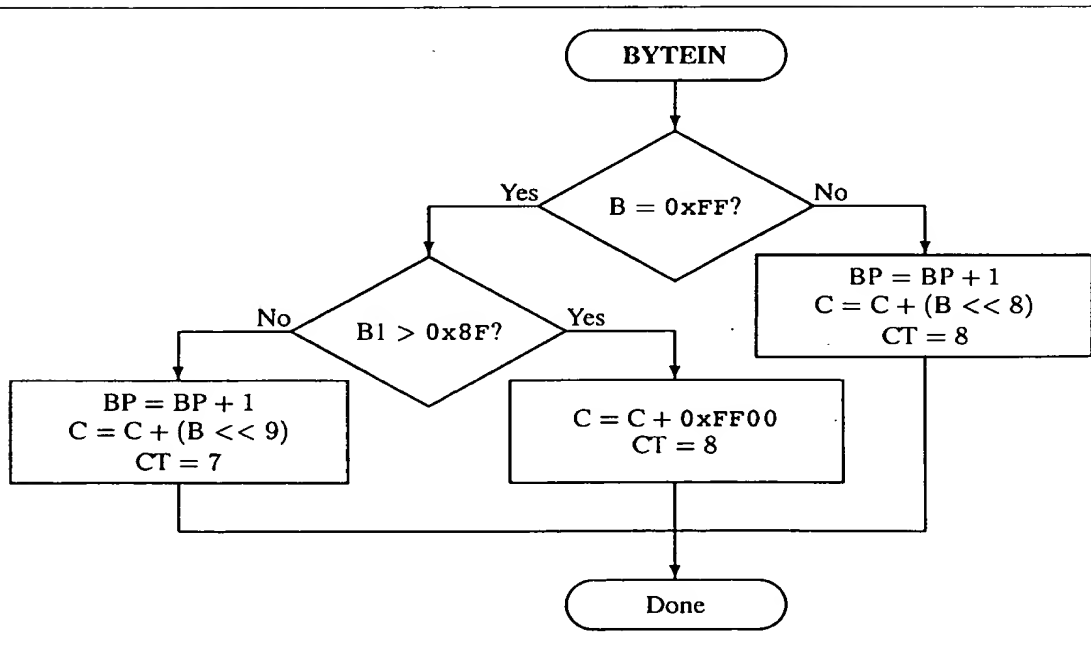 BYTEIN
B = 0xFF?
Yes
No
BP = BP + 1
C = C + (B << 8)
CT = 8
B1 > 0x8F?
No
Yes
BP = BP + 1
C = C + (B << 9)
CT = 7
C = C + 0xFF00
CT = 8
Done